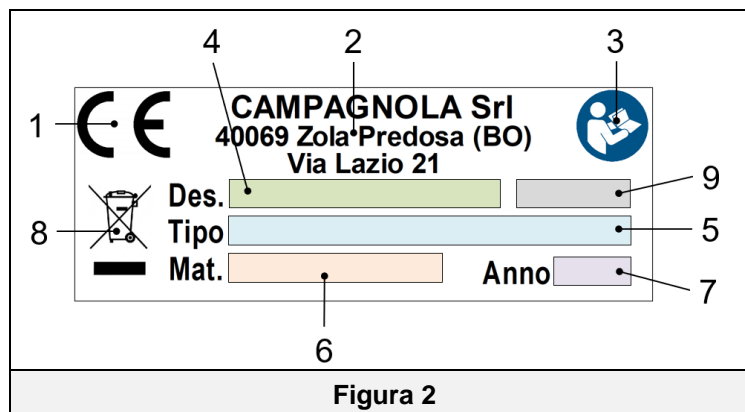 4
2
3
1
CE
CAMPAGNOLA Srl
40069 Zola Predosa (BO)
Via Lazio 21
Des.
9
8
Tipo
5
Mat.
Anno
7
6
Figura 2